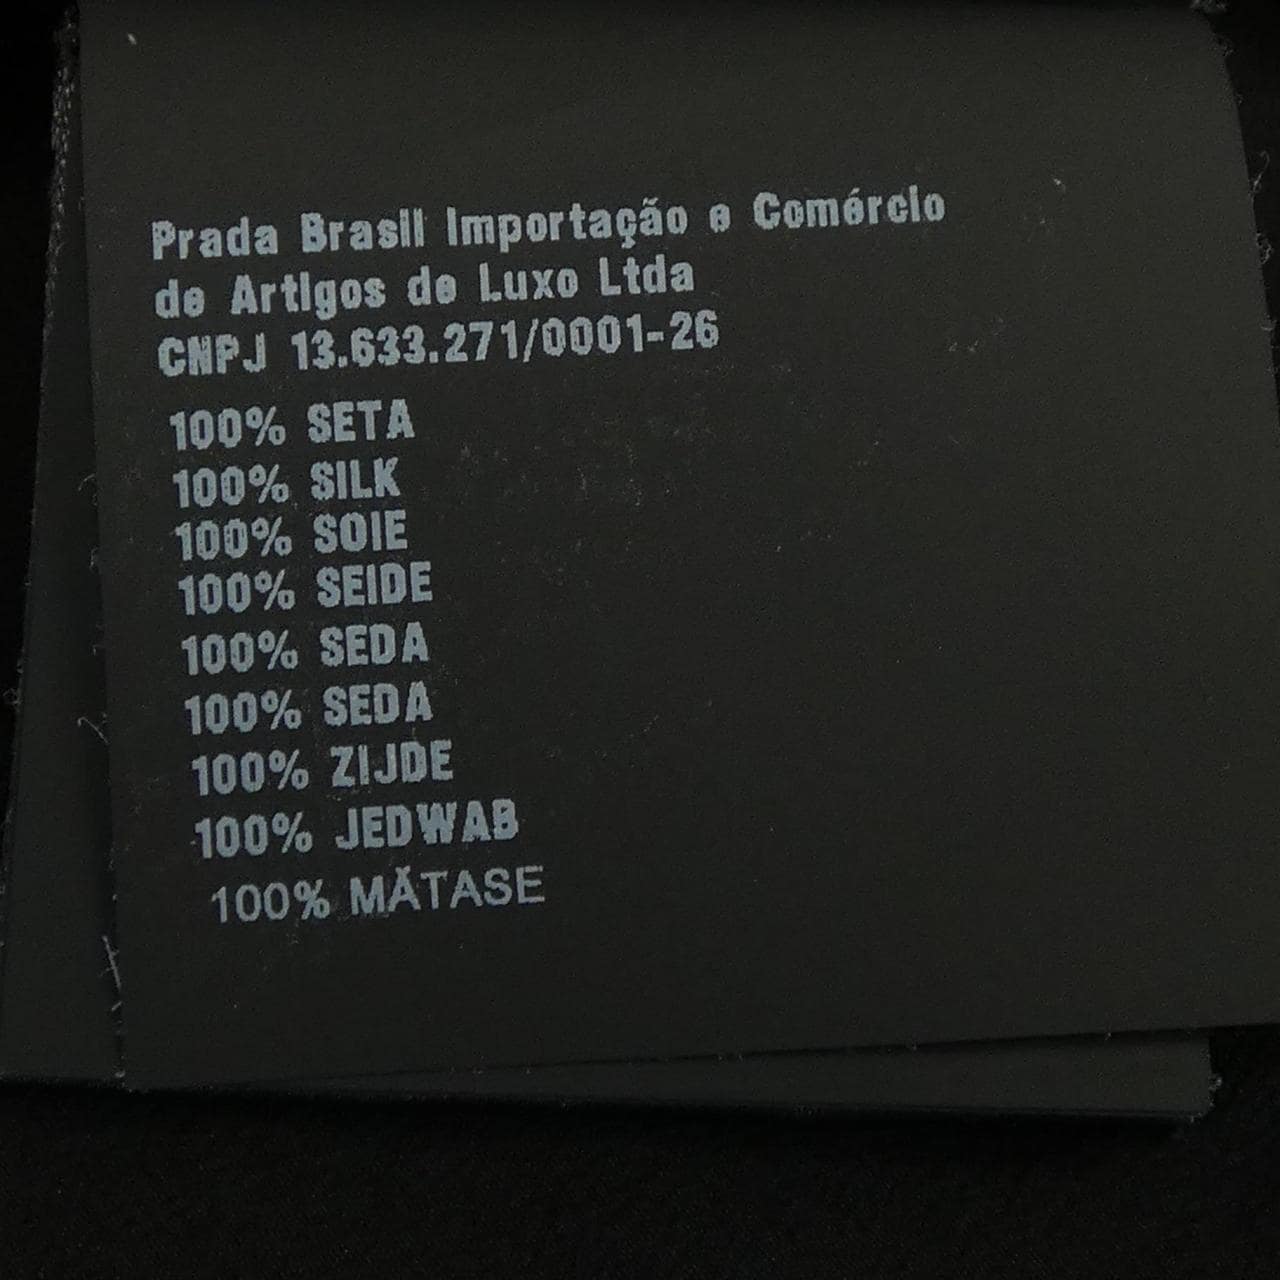 Prada Brasil Importação e Comércio
de Artigos de Luxo Ltda
CNPJ 13.633.271/0001-26
100% SETA
100% SILK
100% SOIE
100% SEIDE
100% SEDA
100% SEDA
100% ZIJDE
100% JEDWAB
100% MĂTASE